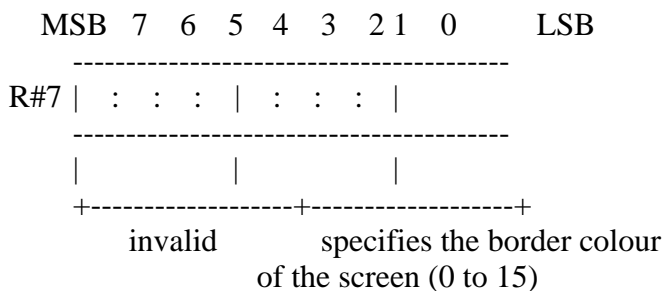 MSB 7 6 5 4 3 2 1 0 LSB
-----------------------------------------
R#7 | : : : | : : : |
-----------------------------------------
| | |
+-------------------+-------------------+
invalid specifies the border colour
of the screen (0 to 15)